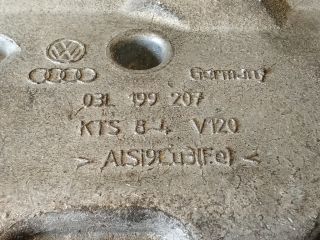 Germany
03L 199 207
KTS 8-4 V120
> AlSi9Cu3(Fe) <